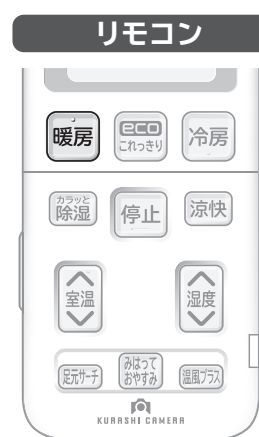 リモコン
暖房
eco
これっきり
冷房
カラッと
除湿
停止
涼快
室温
湿度
足元サーチ
みはって
おやすみ
温風プラス
KURASHI CAMERA